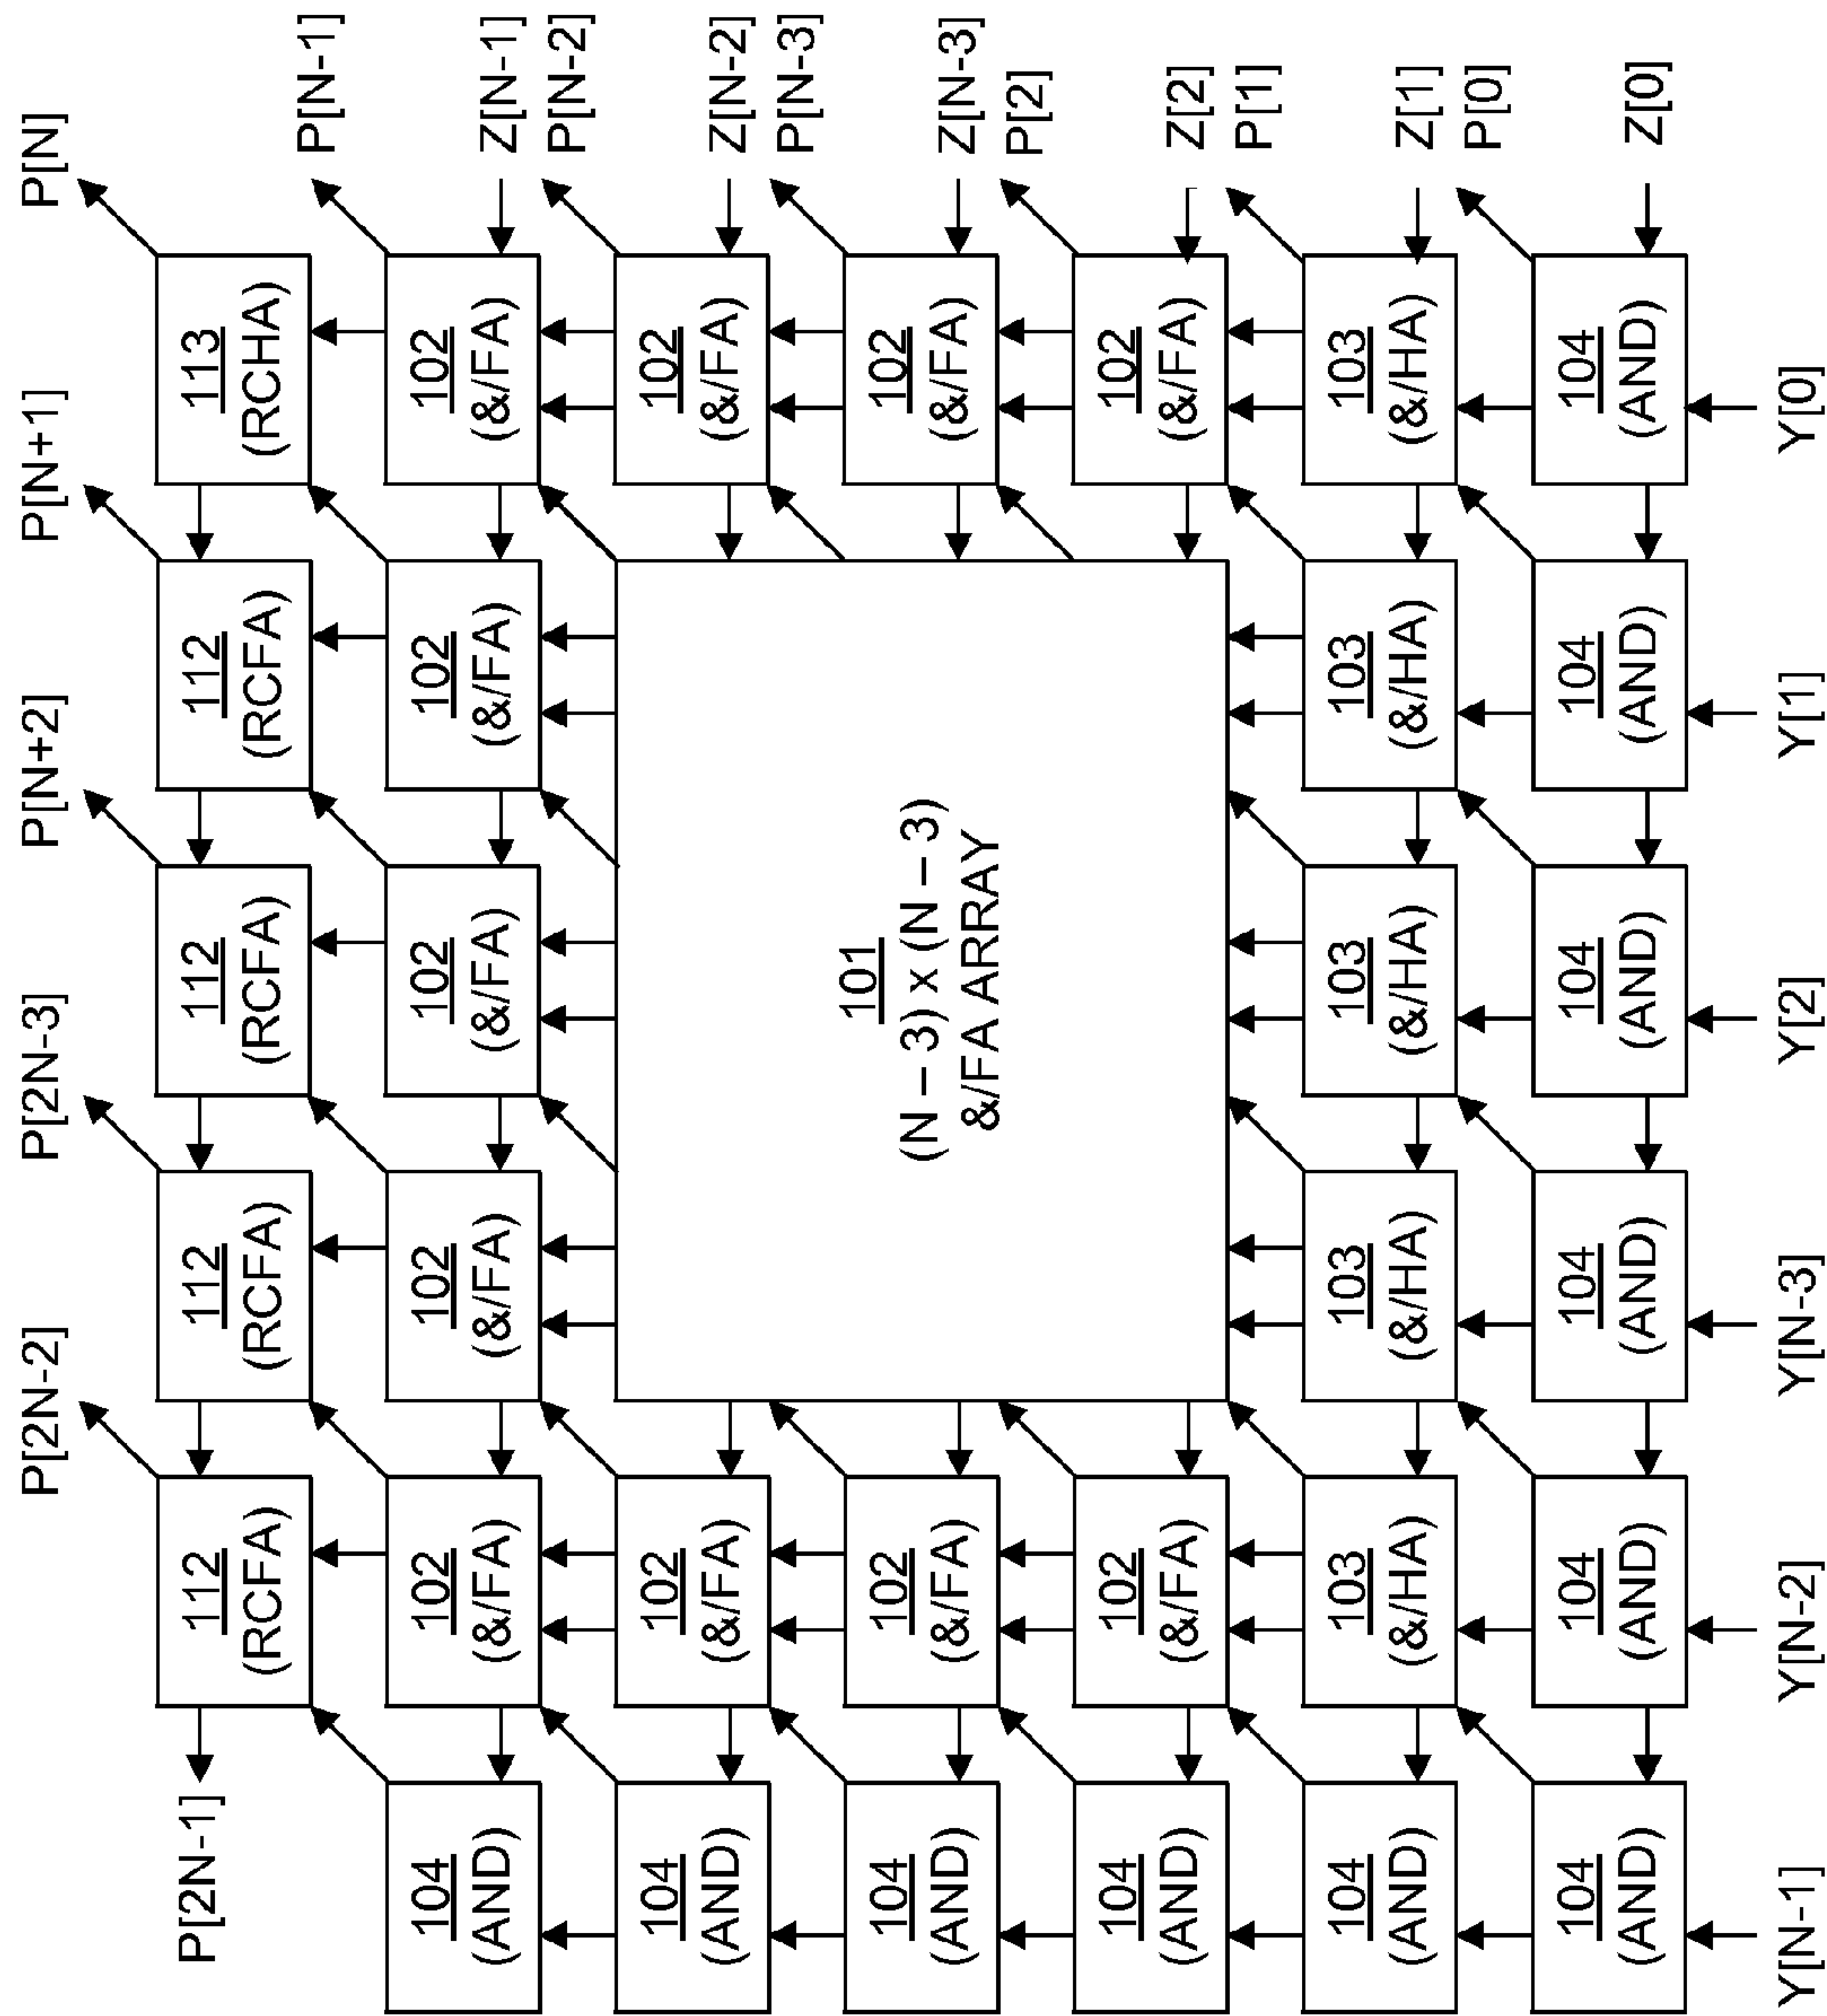 P[2N-2] P[2N-3] P[N+2] P[N+1] P[N]
P[2N-1]
112 (RCFA)
112 (RCFA)
112 (RCFA)
112 (RCFA)
113 (RCHA)
P[N-1]
104 (AND)
102 (&/FA)
102 (&/FA)
102 (&/FA)
102 (&/FA)
102 (&/FA)
Z[N-1]
P[N-2]
104 (AND)
102 (&/FA)
102 (&/FA)
Z[N-2]
P[N-3]
104 (AND)
102 (&/FA)
101
(N – 3) x (N – 3)
&/FA ARRAY
102 (&/FA)
Z[N-3]
P[2]
104 (AND)
102 (&/FA)
102 (&/FA)
Z[2]
P[1]
104 (AND)
103 (&/HA)
103 (&/HA)
103 (&/HA)
103 (&/HA)
103 (&/HA)
Z[1]
P[0]
104 (AND)
104 (AND)
104 (AND)
104 (AND)
104 (AND)
104 (AND)
Z[0]
Y[N-1] Y[N-2] Y[N-3] Y[2] Y[1] Y[0]